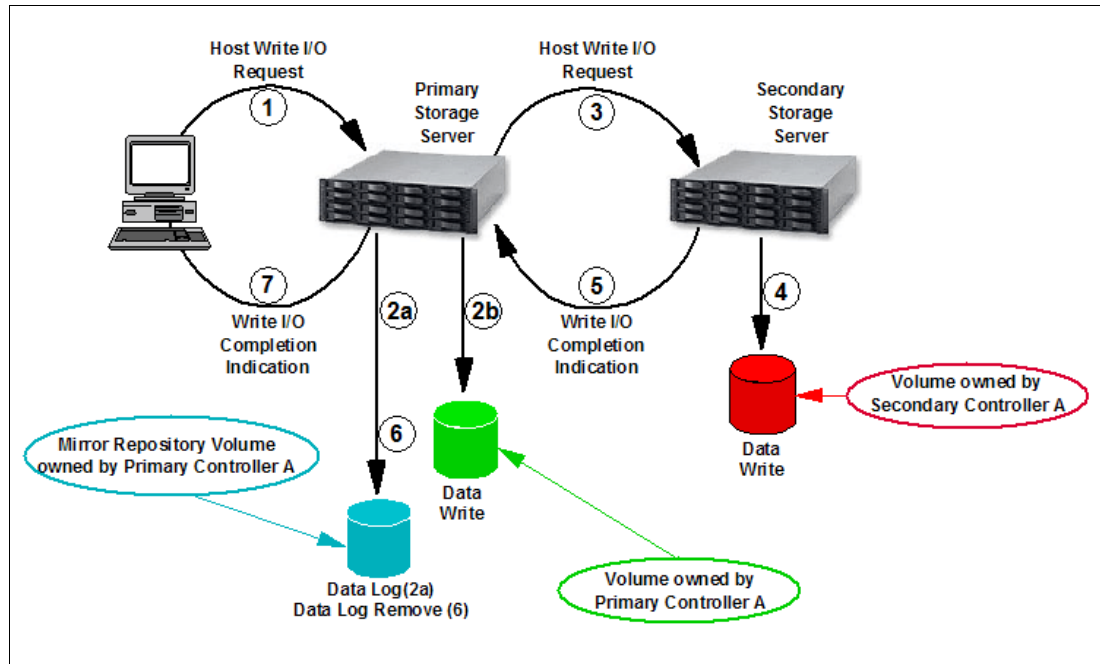 Host Write I/O
Request
1
Primary
Storage
Server
Host Write I/O
Request
3
Secondary
Storage
Server
7
Write I/O
Completion
Indication
2a
2b
5
Write I/O
Completion
Indication
4
Volume owned by
Secondary Controller A
Mirror Repository Volume
owned by Primary Controller A
6
Data
Write
Data
Write
Data Log(2a)
Data Log Remove (6)
Volume owned by
Primary Controller A